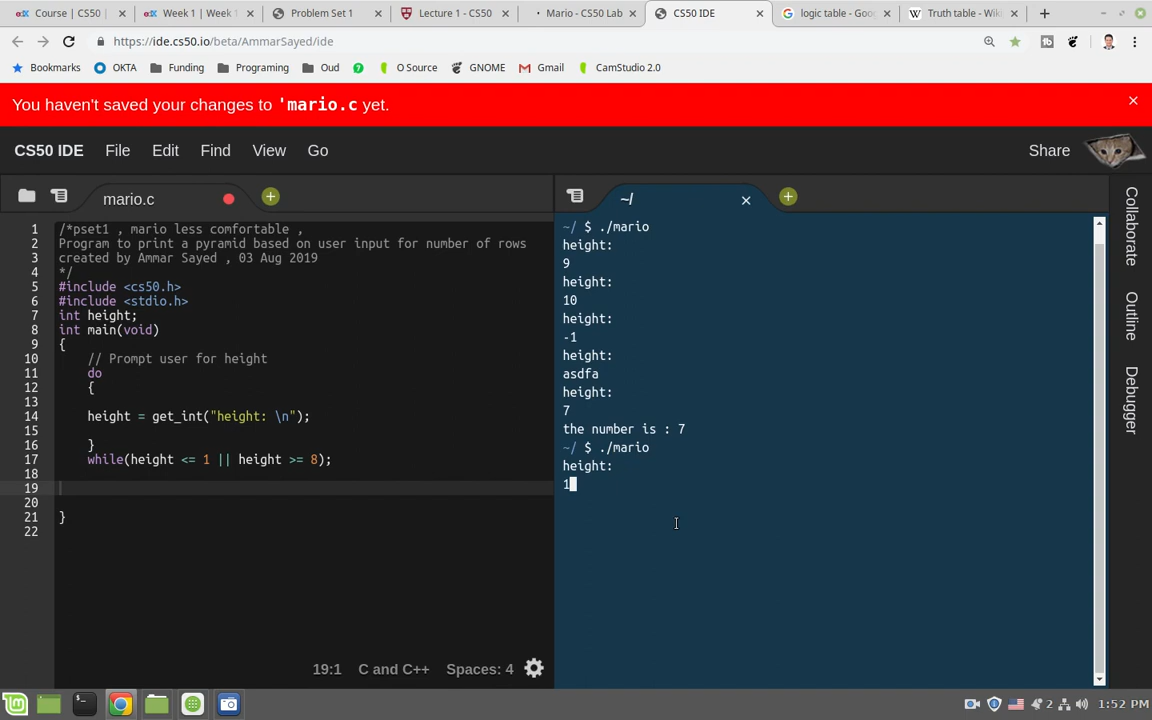 Course | CS50 |
Week 1 | Week 1
Problem Set 1
Lecture 1 - CS50
Mario - CS50 Lab
CS50 IDE
logic table - Goo
Truth table - Wiki
https://ide.cs50.io/beta/AmmarSayed/ide
Bookmarks
OKTA
Funding
Programing
Oud
O Source
GNOME
Gmail
CamStudio 2.0
You haven't saved your changes to 'mario.c yet.
CS50 IDE
File
Edit
Find
View
Go
Share
mario.c
1 /*pset1 , mario less comfortable ,
2 Program to print a pyramid based on user input for number of rows
3 created by Ammar Sayed , 03 Aug 2019
4 */
5 #include <cs50.h>
6 #include <stdio.h>
7 int height;
8 int main(void)
9 {
10 // Prompt user for height
11 do
12 {
13
14 height = get_int("height: \n");
15
16 }
17 while(height <= 1 || height >= 8);
18
19
20
21 }
22
19:1
C and C++
Spaces: 4
~/
~/ $ ./mario
height:
9
height:
10
height:
-1
height:
asdfa
height:
7
the number is : 7
~/ $ ./mario
height:
1
Collaborate
Outline
Debugger
2
1:52 PM